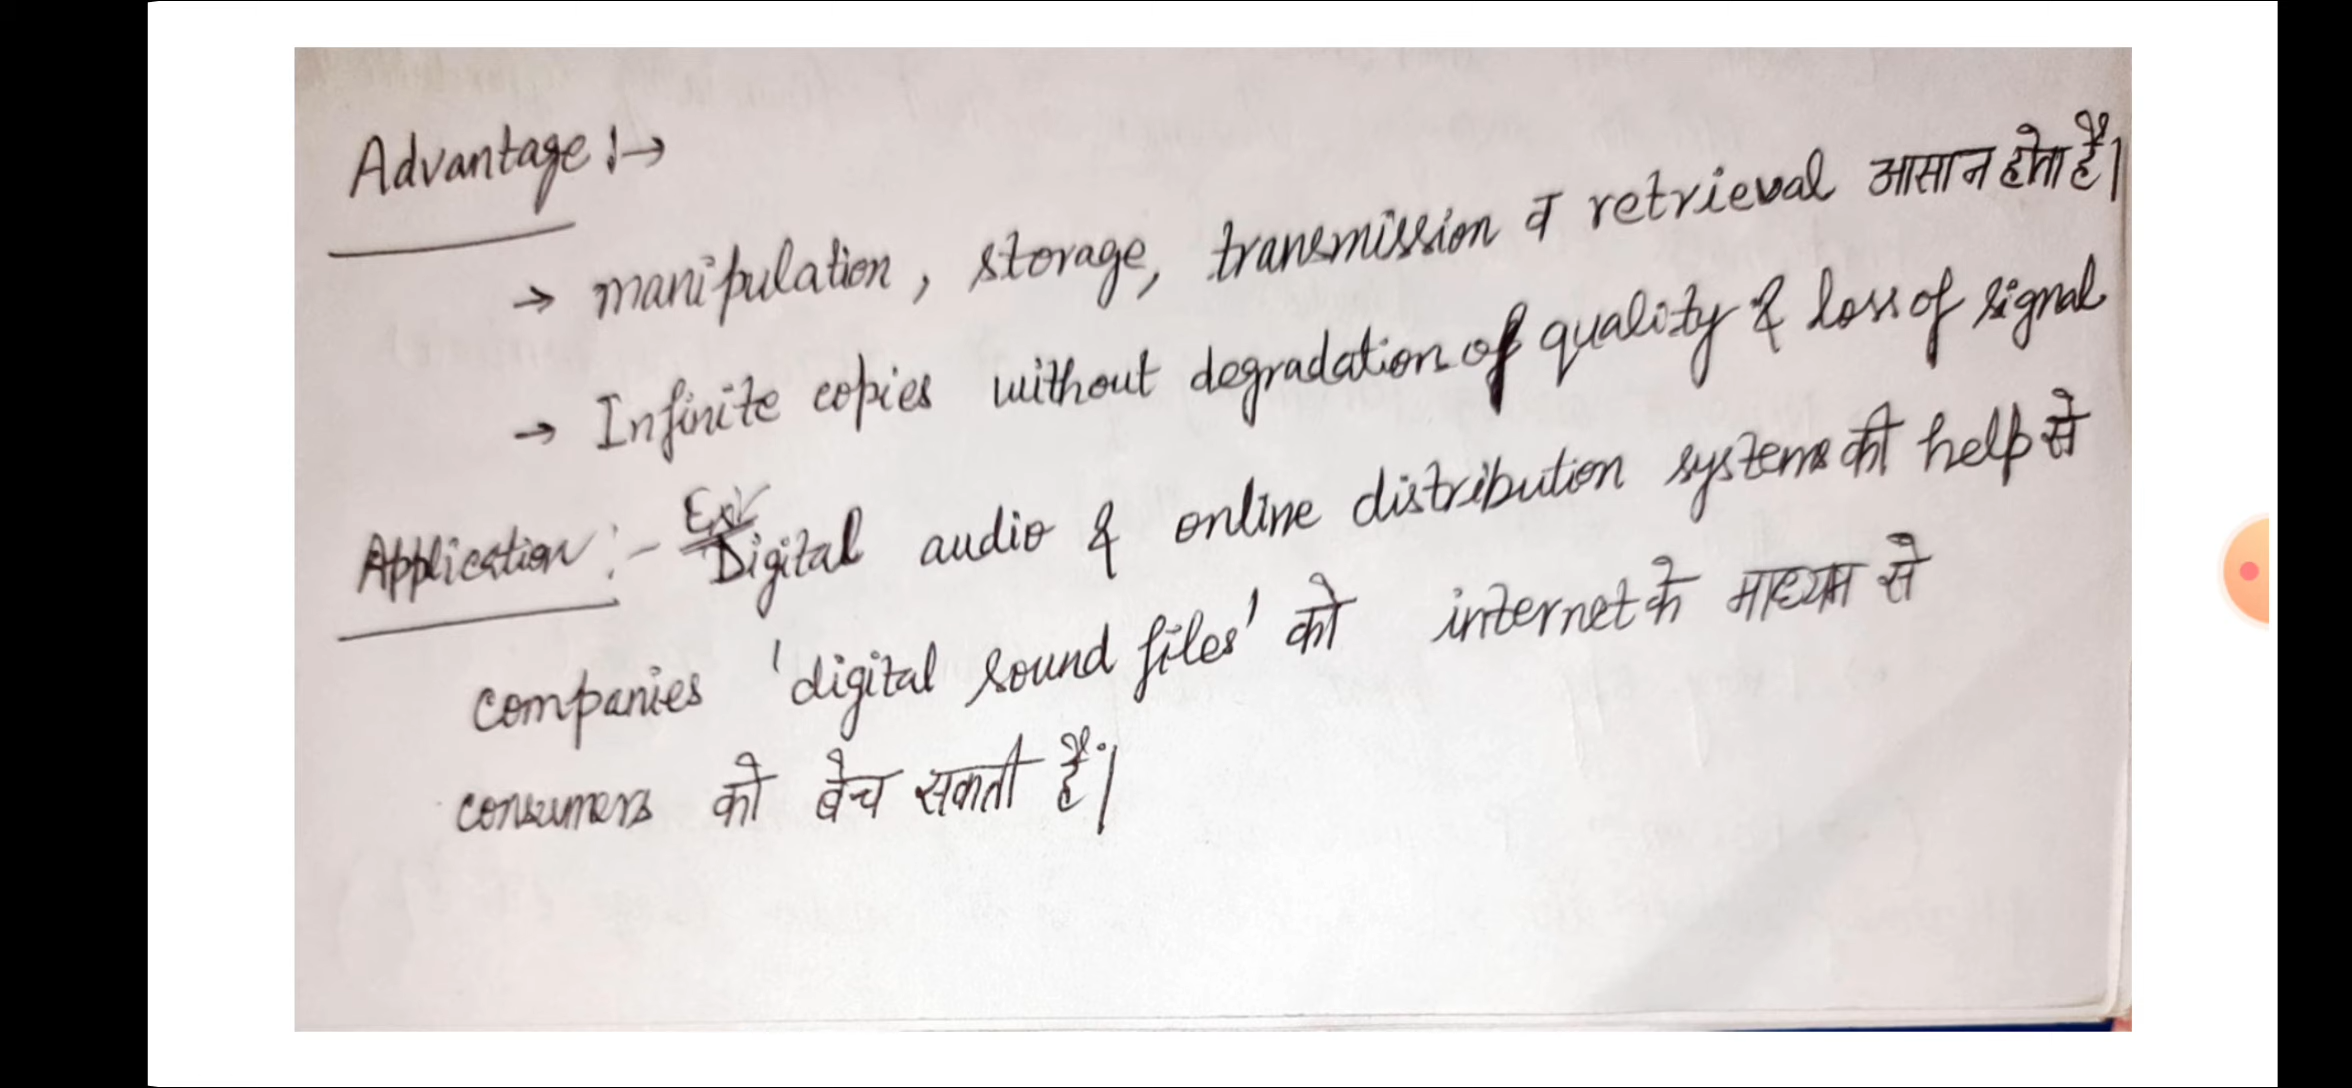 Advantage :→
→ manipulation, storage, transmission व retrieval आसान होता है।
→ Infinite copies without degradation of quality & loss of signal
Application :- Digital audio & online distribution systems की help से
companies 'digital sound files' को internet के माध्यम से
consumers को बेच सकती हैं।